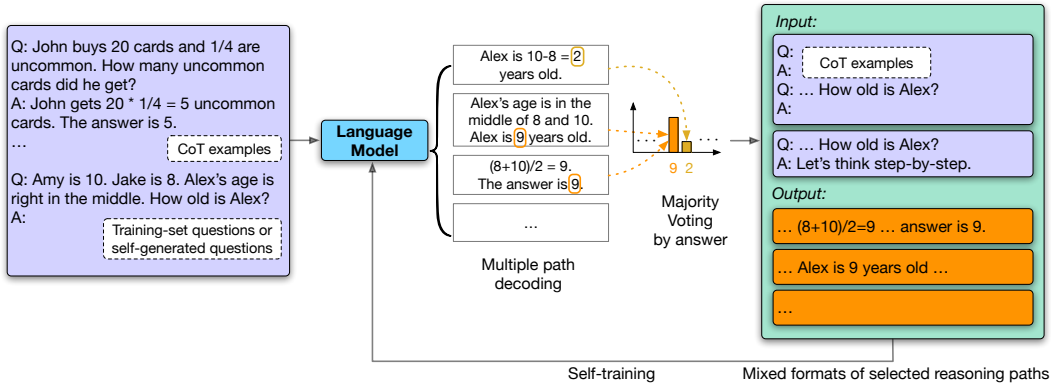 Q: John buys 20 cards and 1/4 are
uncommon. How many uncommon
cards did he get?
A: John gets 20 * 1/4 = 5 uncommon
cards. The answer is 5.
...
CoT examples
Q: Amy is 10. Jake is 8. Alex's age is
right in the middle. How old is Alex?
A:
Training-set questions or
self-generated questions
Language
Model
Alex is 10-8 = 2
years old.
Alex's age is in the
middle of 8 and 10.
Alex is 9 years old.
(8+10)/2 = 9.
The answer is 9.
...
Multiple path
decoding
... ...
9 2
Majority
Voting
by answer
Input:
Q:
A:
CoT examples
Q: ... How old is Alex?
A:
Q: ... How old is Alex?
A: Let's think step-by-step.
Output:
... (8+10)/2=9 ... answer is 9.
... Alex is 9 years old ...
...
Self-training
Mixed formats of selected reasoning paths